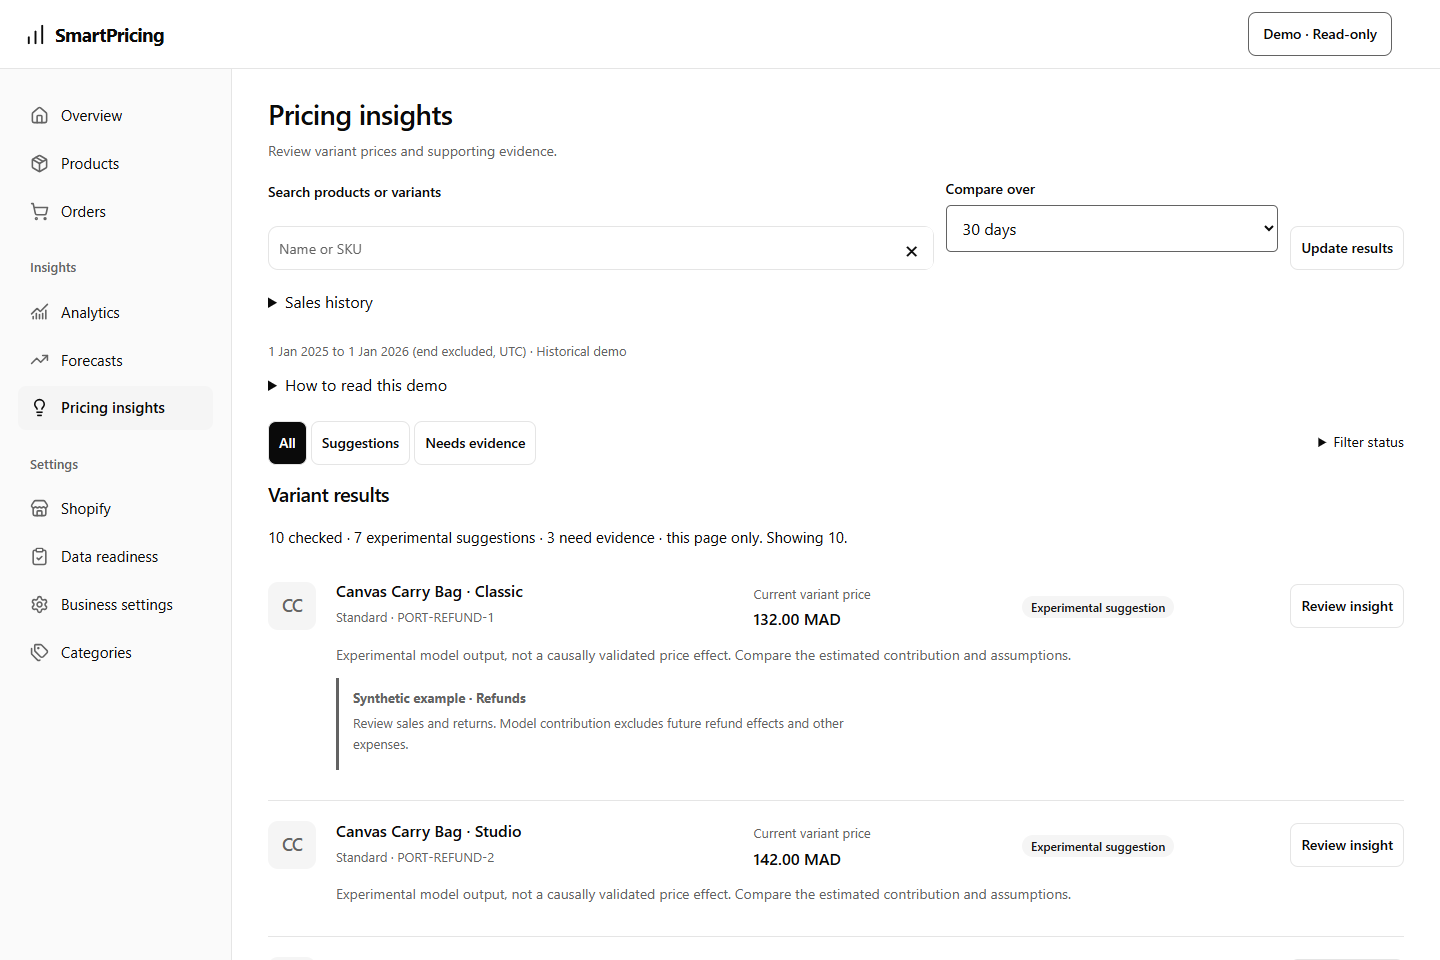 SmartPricing
Demo · Read-only
Overview
Products
Orders
Insights
Analytics
Forecasts
Pricing insights
Settings
Shopify
Data readiness
Business settings
Categories
Pricing insights
Review variant prices and supporting evidence.
Search products or variants
Name or SKU
Compare over
30 days
Update results
Sales history
1 Jan 2025 to 1 Jan 2026 (end excluded, UTC) · Historical demo
How to read this demo
All
Suggestions
Needs evidence
Filter status
Variant results
10 checked · 7 experimental suggestions · 3 need evidence · this page only. Showing 10.
CC
Canvas Carry Bag · Classic
Standard · PORT-REFUND-1
Current variant price
132.00 MAD
Experimental suggestion
Review insight
Experimental model output, not a causally validated price effect. Compare the estimated contribution and assumptions.
Synthetic example · Refunds
Review sales and returns. Model contribution excludes future refund effects and other
expenses.
CC
Canvas Carry Bag · Studio
Standard · PORT-REFUND-2
Current variant price
142.00 MAD
Experimental suggestion
Review insight
Experimental model output, not a causally validated price effect. Compare the estimated contribution and assumptions.